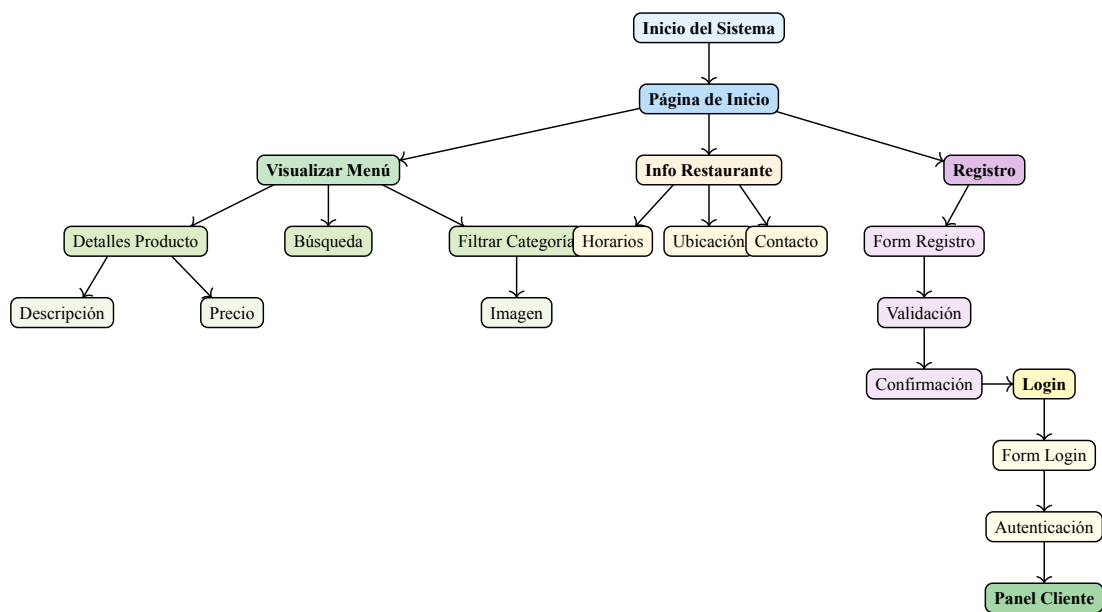 Inicio del Sistema
Página de Inicio
Visualizar Menú
Info Restaurante
Registro
Detalles Producto
Búsqueda
Filtrar Categoría
Horarios
Ubicación
Contacto
Form Registro
Descripción
Precio
Imagen
Validación
Confirmación
Login
Form Login
Autenticación
Panel Cliente